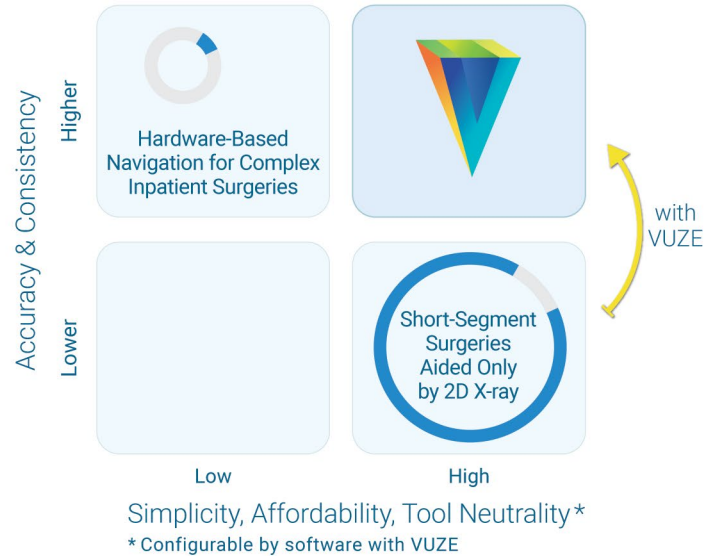 Accuracy & Consistency
Higher
Lower
Hardware-Based
Navigation for Complex
Inpatient Surgeries
with
VUZE
Short-Segment
Surgeries
Aided Only
by 2D X-ray
Low
High
Simplicity, Affordability, Tool Neutrality*
* Configurable by software with VUZE